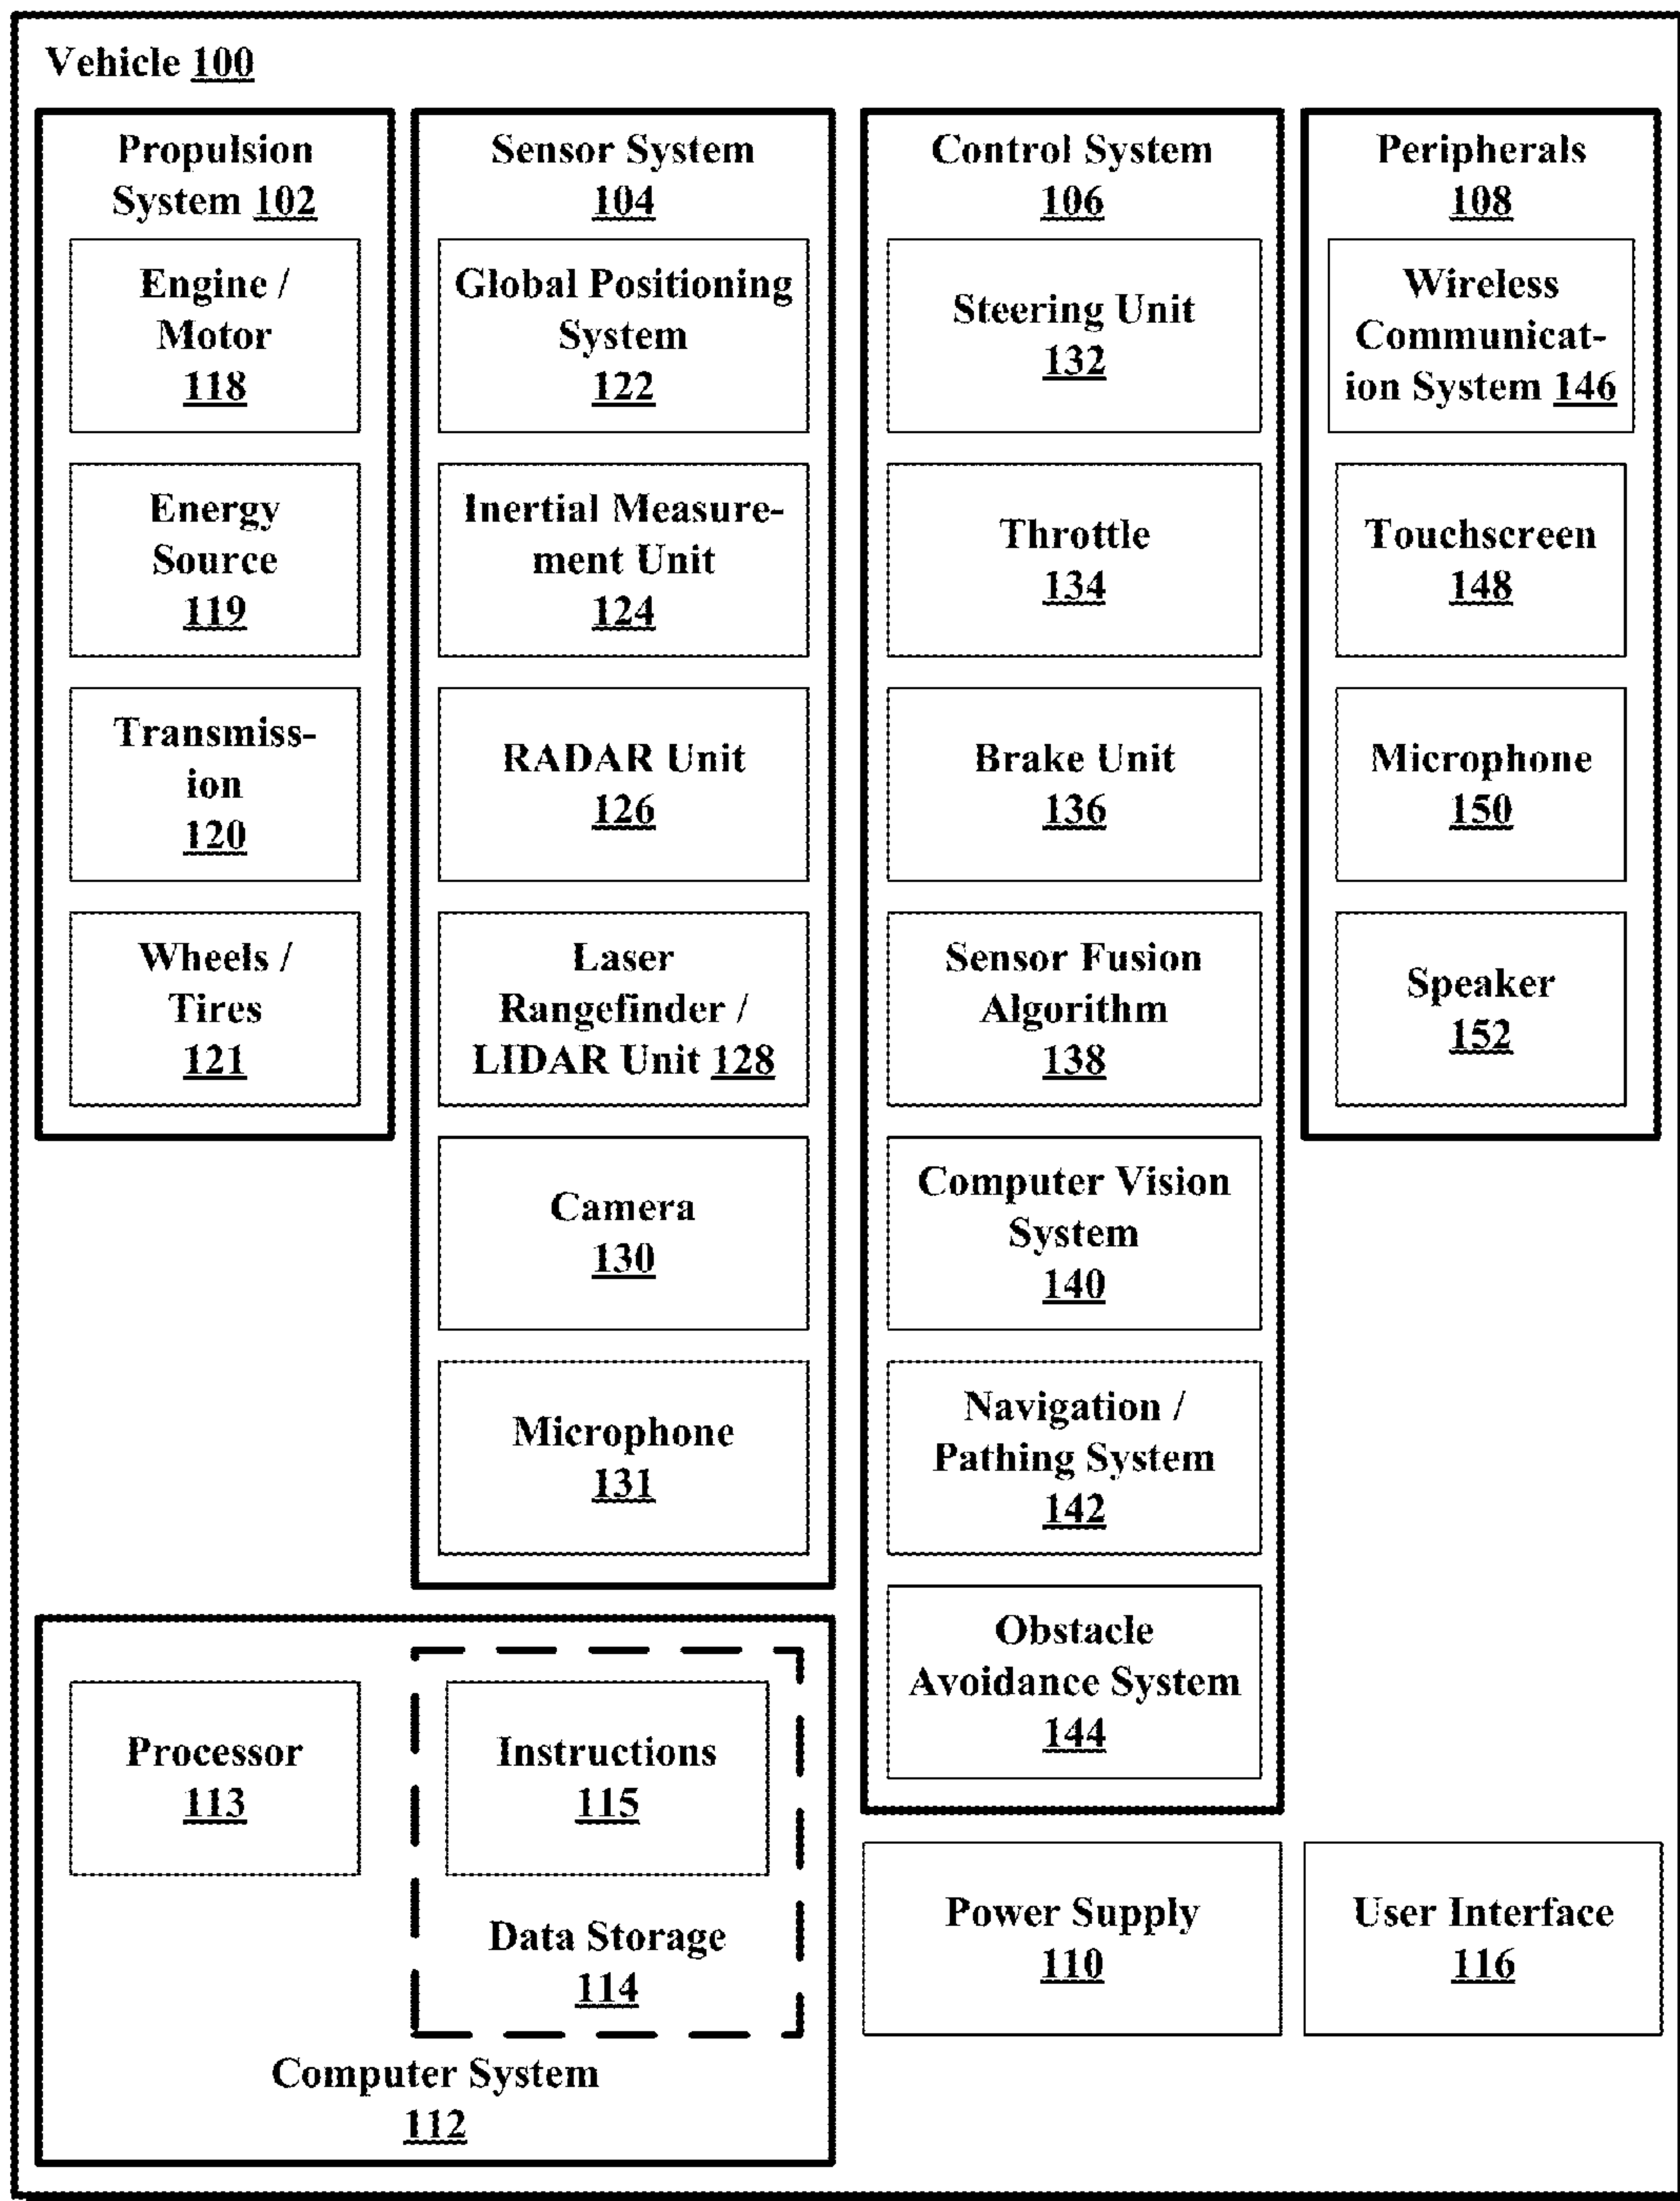 Vehicle 100
Propulsion
System 102
Engine /
Motor
118
Energy
Source
119
Transmiss-
ion
120
Wheels /
Tires
121
Sensor System
104
Global Positioning
System
122
Inertial Measure-
ment Unit
124
RADAR Unit
126
Laser
Rangefinder /
LIDAR Unit 128
Camera
130
Microphone
131
Control System
106
Steering Unit
132
Throttle
134
Brake Unit
136
Sensor Fusion
Algorithm
138
Computer Vision
System
140
Navigation /
Pathing System
142
Obstacle
Avoidance System
144
Peripherals
108
Wireless
Communicat-
ion System 146
Touchscreen
148
Microphone
150
Speaker
152
Processor
113
Instructions
115
Data Storage
114
Computer System
112
Power Supply
110
User Interface
116